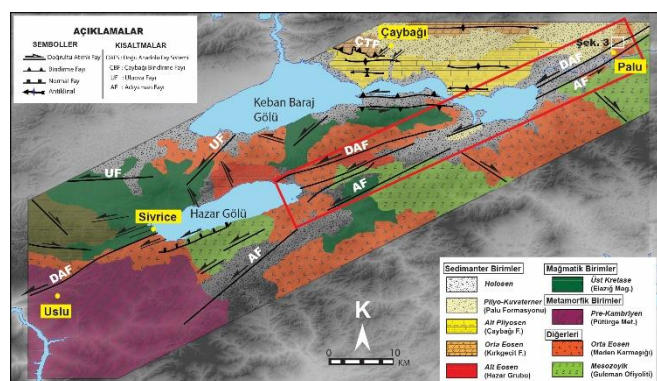 AÇIKLAMALAR
SEMBOLLER
KISALTMALAR
Doğrultu Atımlı Fay
Bindirme Fayı
Normal Fay
Antiklinal
DAFS : Doğu Anadolu Fay Sistemi
ÇBF : Çaybağı Bindirme Fayı
UF : Uluova Fayı
AF : Adıyaman Fayı
Çaybağı
Şek. 3
Palu
DAF
AF
Keban Baraj
Gölü
UF
UF
DAF
AF
Hazar Gölü
Sivrice
AF
DAF
Uslu
K
0
10
KM
Sedimanter Birimler
Holosen
Pliyo-Kuvaterner
(Palu Formasyonu)
Alt Pliyosen
(Çaybağı F.)
Orta Eosen
(Kırkgeçit F.)
Alt Eosen
(Hazar Grubu)
Mağmatik Birimler
Üst Kretase
(Elazığ Mag.)
Metamorfik Birimler
Pre-Kambriyen
(Pütürge Met.)
Diğerleri
Orta Eosen
(Maden Karmaşığı)
Mesozoyik
(Guleman Ofiyoliti)